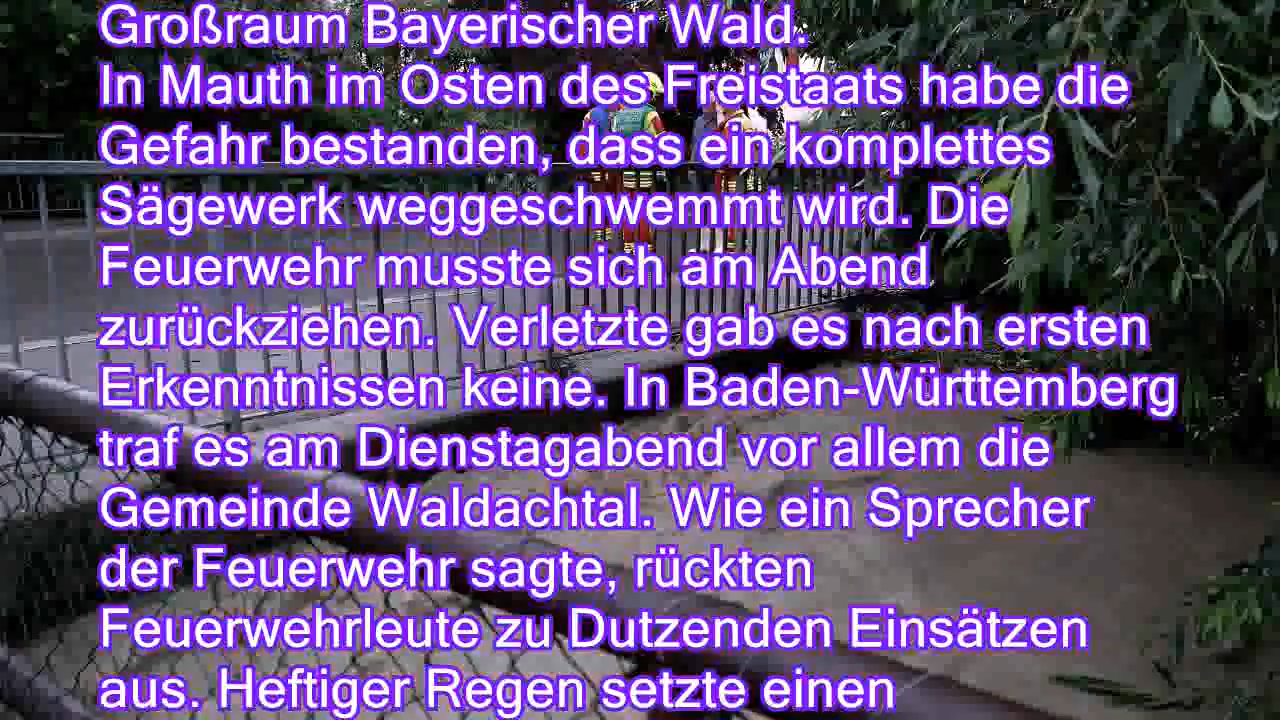 Großraum Bayerischer Wald.
In Mauth im Osten des Freistaats habe die
Gefahr bestanden, dass ein komplettes
Sägewerk weggeschwemmt wird. Die
Feuerwehr musste sich am Abend
zurückziehen. Verletzte gab es nach ersten
Erkenntnissen keine. In Baden-Württemberg
traf es am Dienstagabend vor allem die
Gemeinde Waldachtal. Wie ein Sprecher
der Feuerwehr sagte, rückten
Feuerwehrleute zu Dutzenden Einsätzen
aus. Heftiger Regen setzte einen